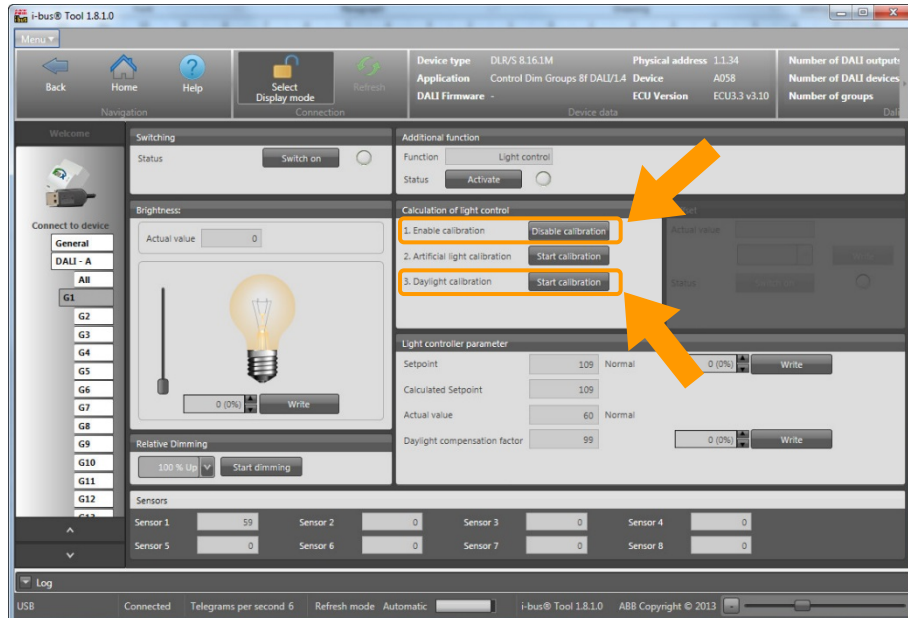 i-bus® Tool 1.8.1.0
Menu
Back
Home
Help
Navigation
Select
Display mode
Refresh
Connection
Device type DLR/S 8.16.1M Physical address 1.1.34
Application Control Dim Groups 8f DALI/1.4 Device A058
DALI Firmware - ECU Version ECU3.3 v3.10
Device data
Number of DALI outputs
Number of DALI devices
Number of groups
Dali
Welcome
Connect to device
General
DALI - A
All
G1
G2
G3
G4
G5
G6
G7
G8
G9
G10
G11
G12
G13
Switching
Status Switch on
Additional function
Function Light control
Status Activate
Brightness:
Actual value 0
0 (0%) Write
Calculation of light control
1. Enable calibration Disable calibration
2. Artificial light calibration Start calibration
3. Daylight calibration Start calibration
Actual value
Status Switch on
Light controller parameter
Setpoint 109 Normal 0 (0%) Write
Calculated Setpoint 109
Actual value 60 Normal
Daylight compensation factor 99 0 (0%) Write
Relative Dimming
100 % Up Start dimming
Sensors
Sensor 1 59 Sensor 2 0 Sensor 3 0 Sensor 4 0
Sensor 5 0 Sensor 6 0 Sensor 7 0 Sensor 8 0
Log
USB Connected Telegrams per second 6 Refresh mode Automatic i-bus® Tool 1.8.1.0 ABB Copyright © 2013